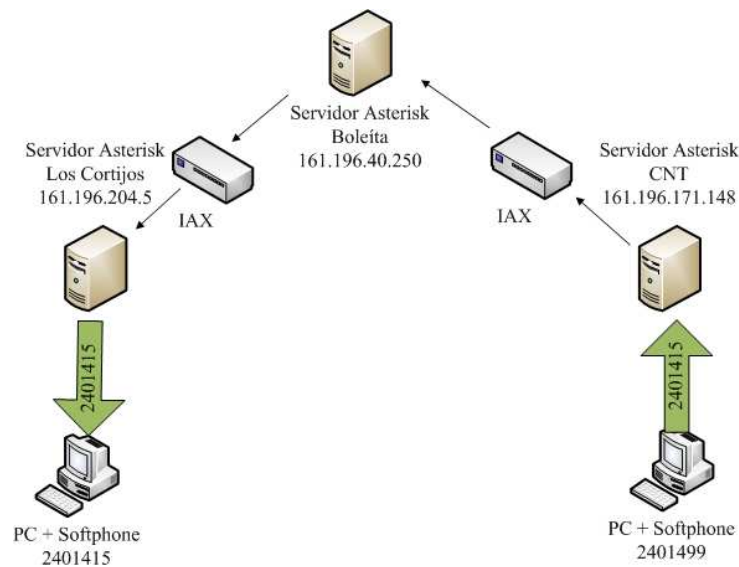 Servidor Asterisk
Boleíta
161.196.40.250
Servidor Asterisk
Los Cortijos
161.196.204.5
IAX
IAX
Servidor Asterisk
CNT
161.196.171.148
2401415
2401415
PC + Softphone
2401415
PC + Softphone
2401499